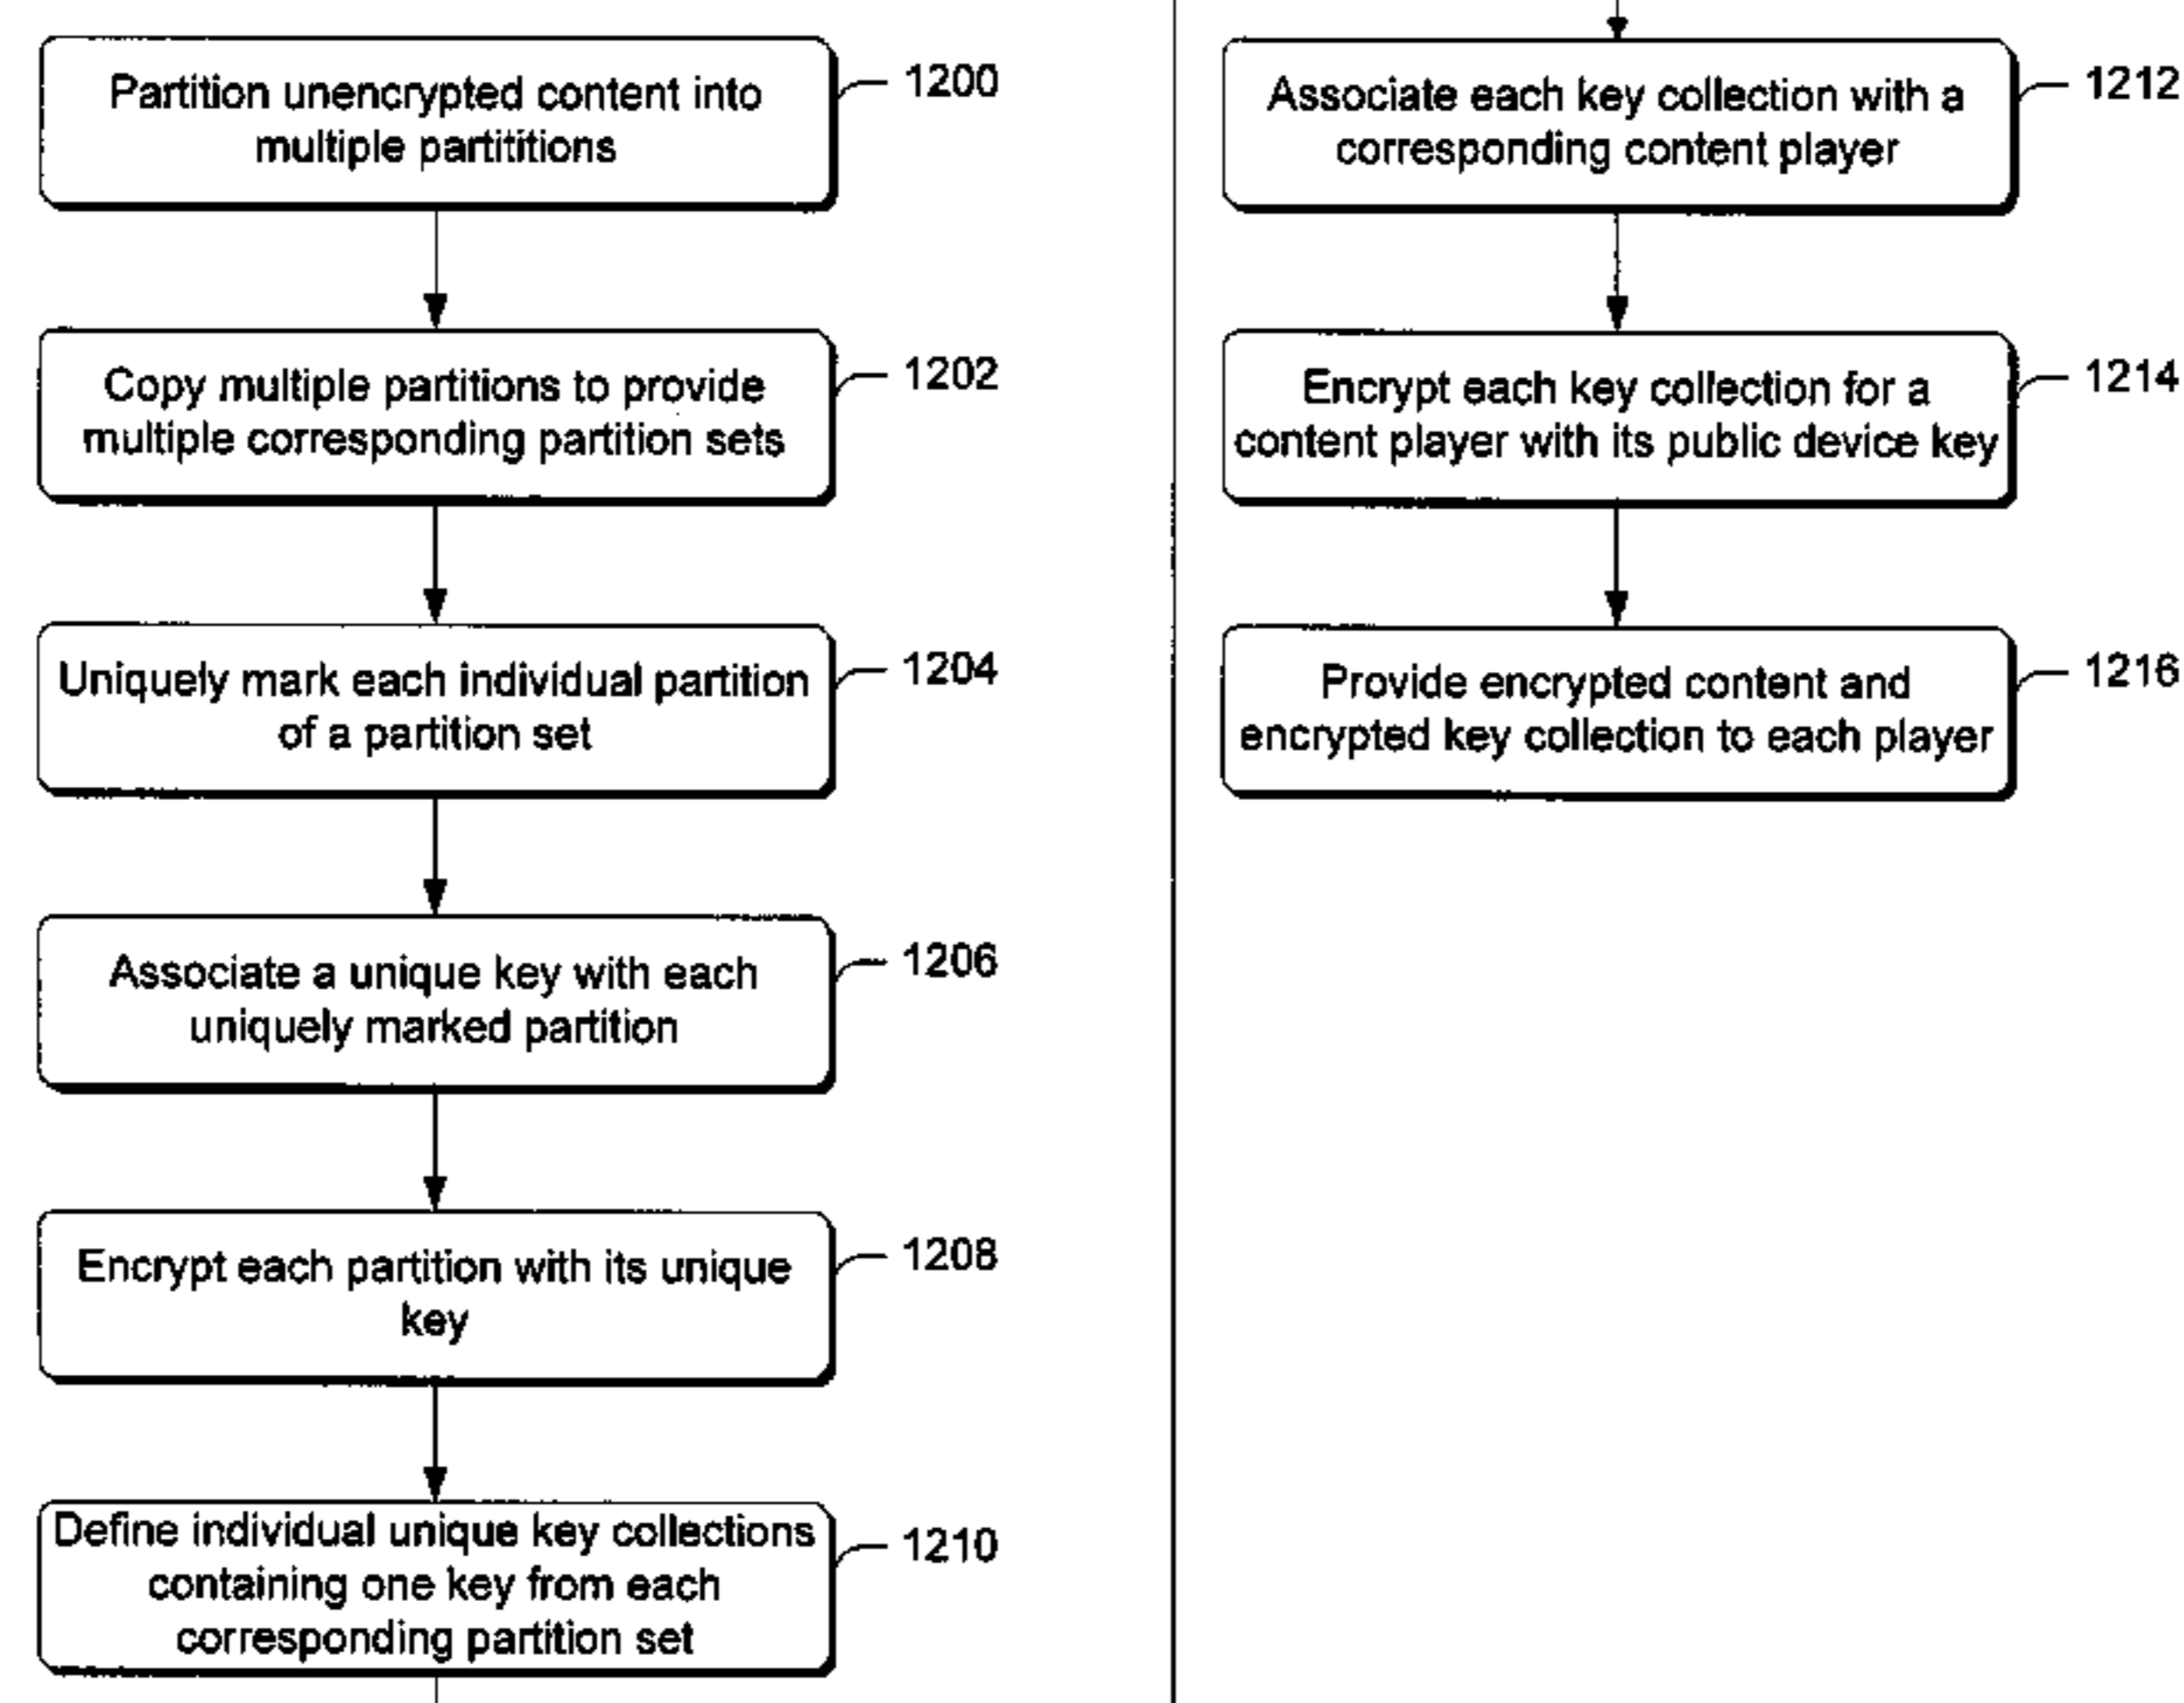 Partition unencrypted content into
multiple partititions
1200
Copy multiple partitions to provide
multiple corresponding partition sets
1202
Uniquely mark each individual partition
of a partition set
1204
Associate a unique key with each
uniquely marked partition
1206
Encrypt each partition with its unique
key
1208
Define individual unique key collections
containing one key from each
corresponding partition set
1210
Associate each key collection with a
corresponding content player
1212
Encrypt each key collection for a
content player with its public device key
1214
Provide encrypted content and
encrypted key collection to each player
1216